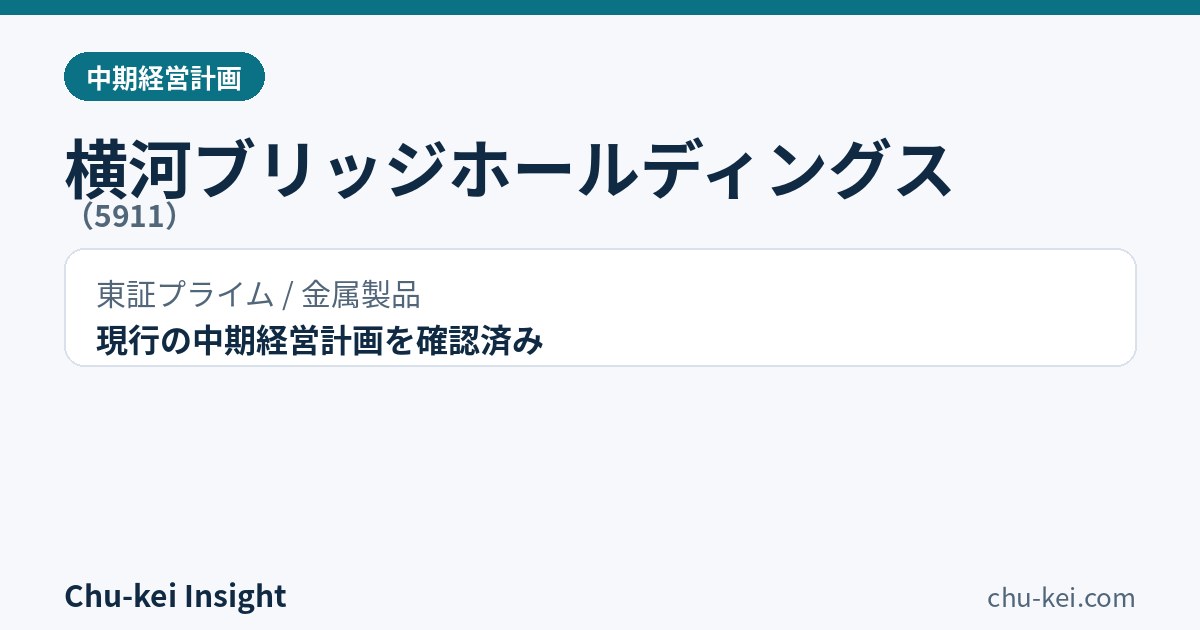 中期経営計画
横河ブリッジホールディングス
（5911）
東証プライム / 金属製品
現行の中期経営計画を確認済み
Chu-kei Insight
chu-kei.com